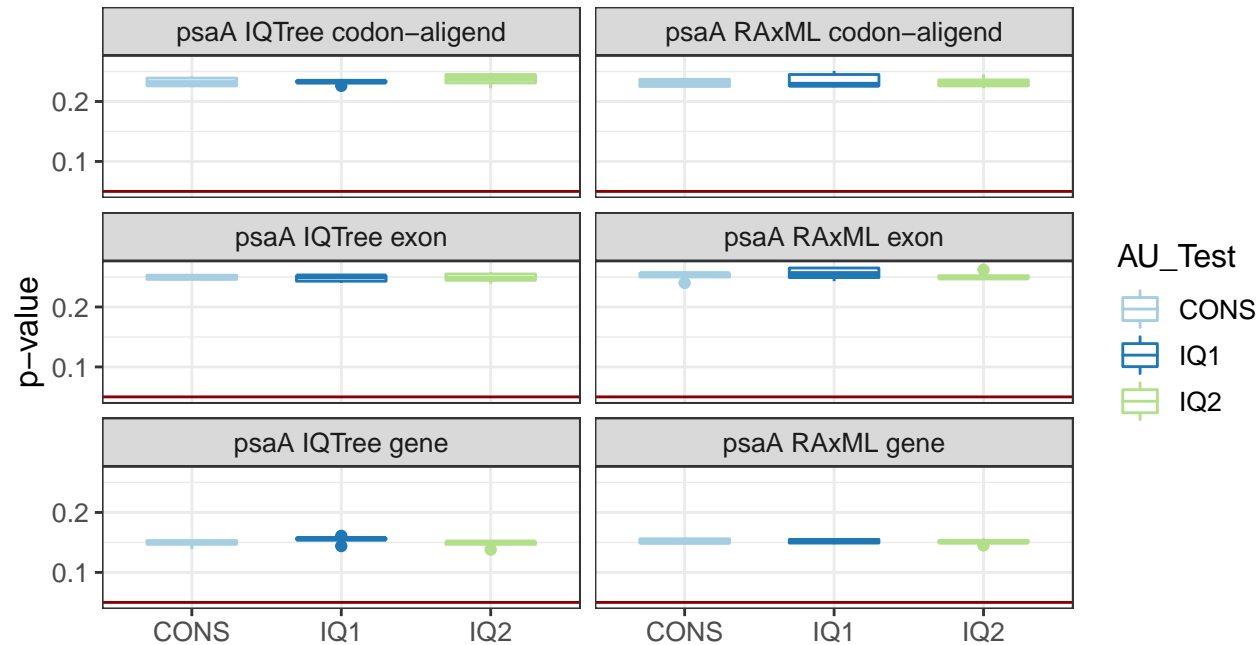 psaA IQTree codon−aligend
psaA RAxML codon−aligend
0.2
0.1
psaA IQTree exon
psaA RAxML exon
0.2
0.1
psaA IQTree gene
psaA RAxML gene
0.2
0.1
p−value
CONS
IQ1
IQ2
CONS
IQ1
IQ2
AU_Test
CONS
IQ1
IQ2